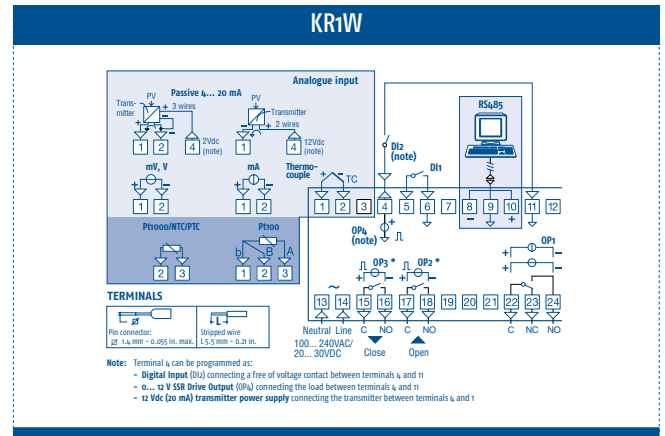 KR1W
Analogue input
Passive 4... 20 mA
PV
Trans-
mitter
3 wires
+
−
1 2 4
2Vdc
(note)
PV
Transmitter
2 wires
+
−
1 4
12Vdc
(note)
mV, V
+ −
1 2
mA
+ −
1 2
Thermo-
couple
+ −
TC
1 2 3
Pt1000/NTC/PTC
2 3
Pt100
b B A
1 2 3
DI2
(note)
DI1
RS485
4 5 6 7 8 9 10 11 12
− +
OP4
(note)
+
OP3 *
+ −
OP2 *
+ −
OP1
+ −
+ −
~
13 14 15 16 17 18 19 20 21 22 23 24
Neutral Line C NO C NO C NC NO
100... 240VAC/
20... 30VDC
Close Open
TERMINALS
Pin connector:
⌀ 1.4 mm - 0.055 in. max.
L
Stripped wire
L 5.5 mm - 0.21 in.
Note: Terminal 4 can be programmed as:
- Digital Input (DI2) connecting a free of voltage contact between terminals 4 and 11
- 0... 12 V SSR Drive Output (OP4) connecting the load between terminals 4 and 11
- 12 Vdc (20 mA) transmitter power supply connecting the transmitter between terminals 4 and 1